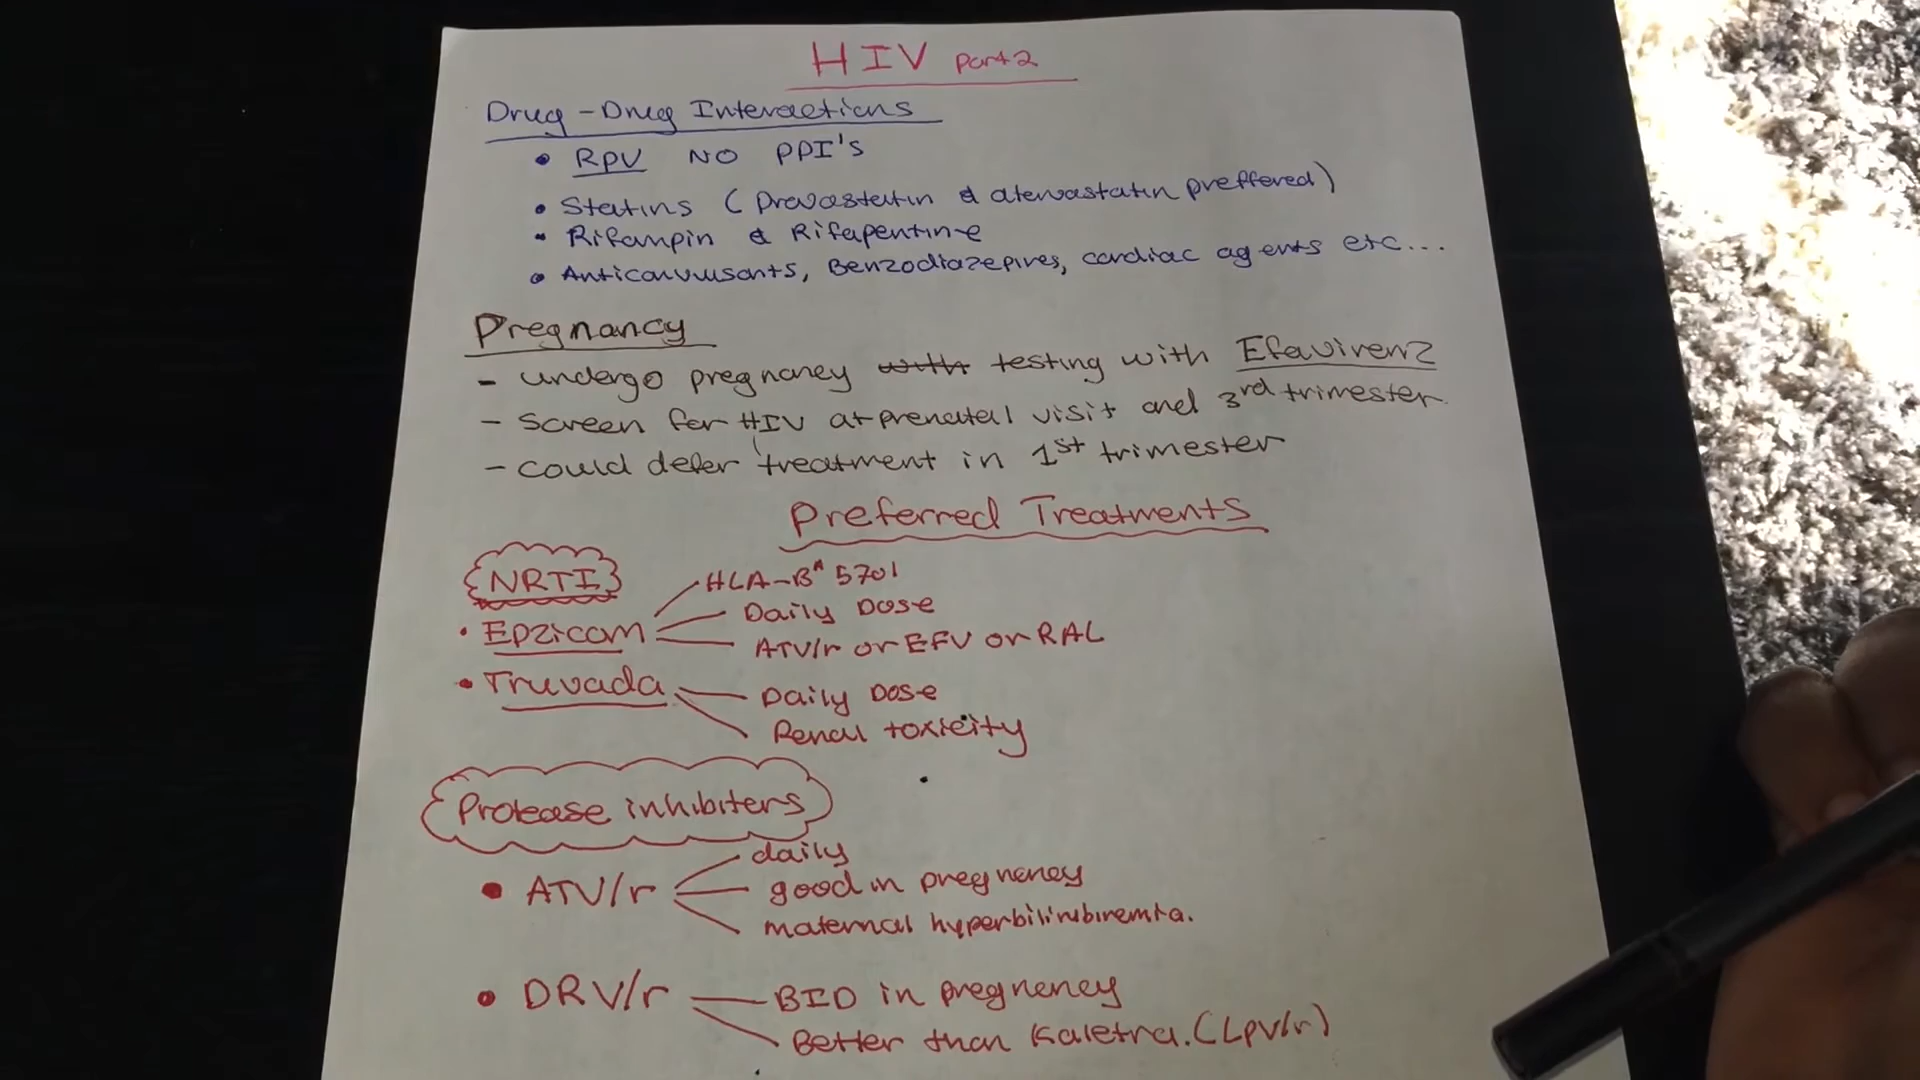 HIV Part 2
Drug-Drug Interactions
• RPV NO PPI's
• Statins (Pravastatin & atorvastatin preffered)
• Rifampin & Rifapentine
• Anticonvulsants, Benzodiazepines, cardiac agents etc...
Pregnancy
- undergo pregnancy with testing with Efavirenz
- screen for HIV at prenatal visit and 3rd trimester
- could defer treatment in 1st trimester
Preferred Treatments
NRTI
HLA-B* 5701
• Epzicom
Daily Dose
ATV/r or EFV or RAL
• Truvada
Daily Dose
Renal toxicity
Protease inhibiters
• ATV/r
daily
good in pregnancy
maternal hyperbilirubinemia.
• DRV/r
BID in pregnency
Better than Kaletra. (LPV/r)